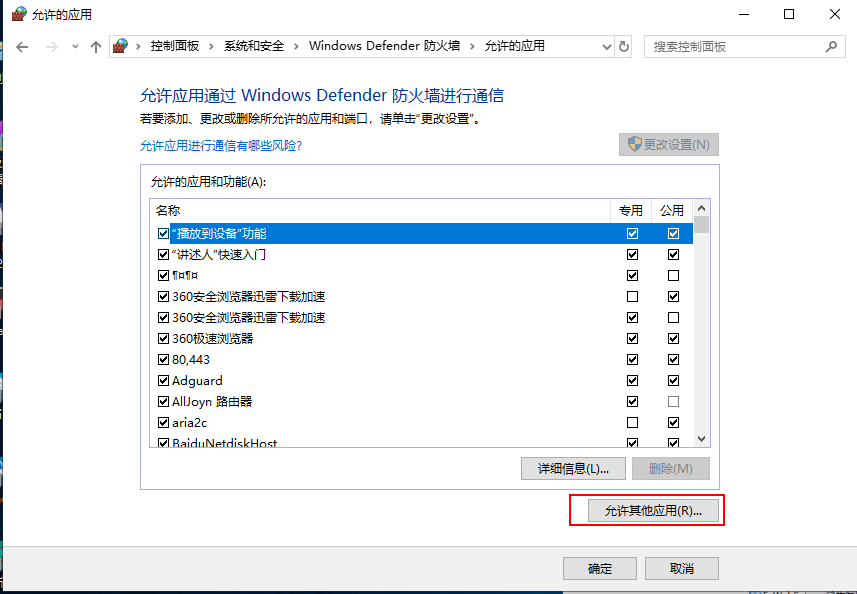 允许的应用
控制面板 › 系统和安全 › Windows Defender 防火墙 › 允许的应用
搜索控制面板
允许应用通过 Windows Defender 防火墙进行通信
若要添加、更改或删除所允许的应用和端口，请单击"更改设置"。
允许应用进行通信有哪些风险?
更改设置(N)
允许的应用和功能(A):
名称 专用 公用
"播放到设备"功能
"讲述人"快速入门
¶¤¶¤
360安全浏览器迅雷下载加速
360安全浏览器迅雷下载加速
360极速浏览器
80,443
Adguard
AllJoyn 路由器
aria2c
BaiduNetdiskHost
详细信息(L)... 删除(M)
允许其他应用(R)...
确定 取消